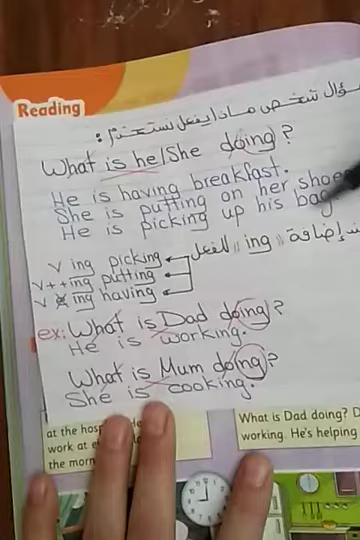 Reading
سؤال شخص ماذا يفعل نستخدم :
What is he/She doing ?
He is having breakfast.
She is putting on her shoe
He is picking up his bag
إضافة " ing " للفعل
v ing picking
v ++ing putting
v ing having
ex: What is Dad doing ?
He is working.
What is Mum doing ?
She is cooking.
at the hosp
work at e
the morn
What is Dad doing? D
working. He's helping